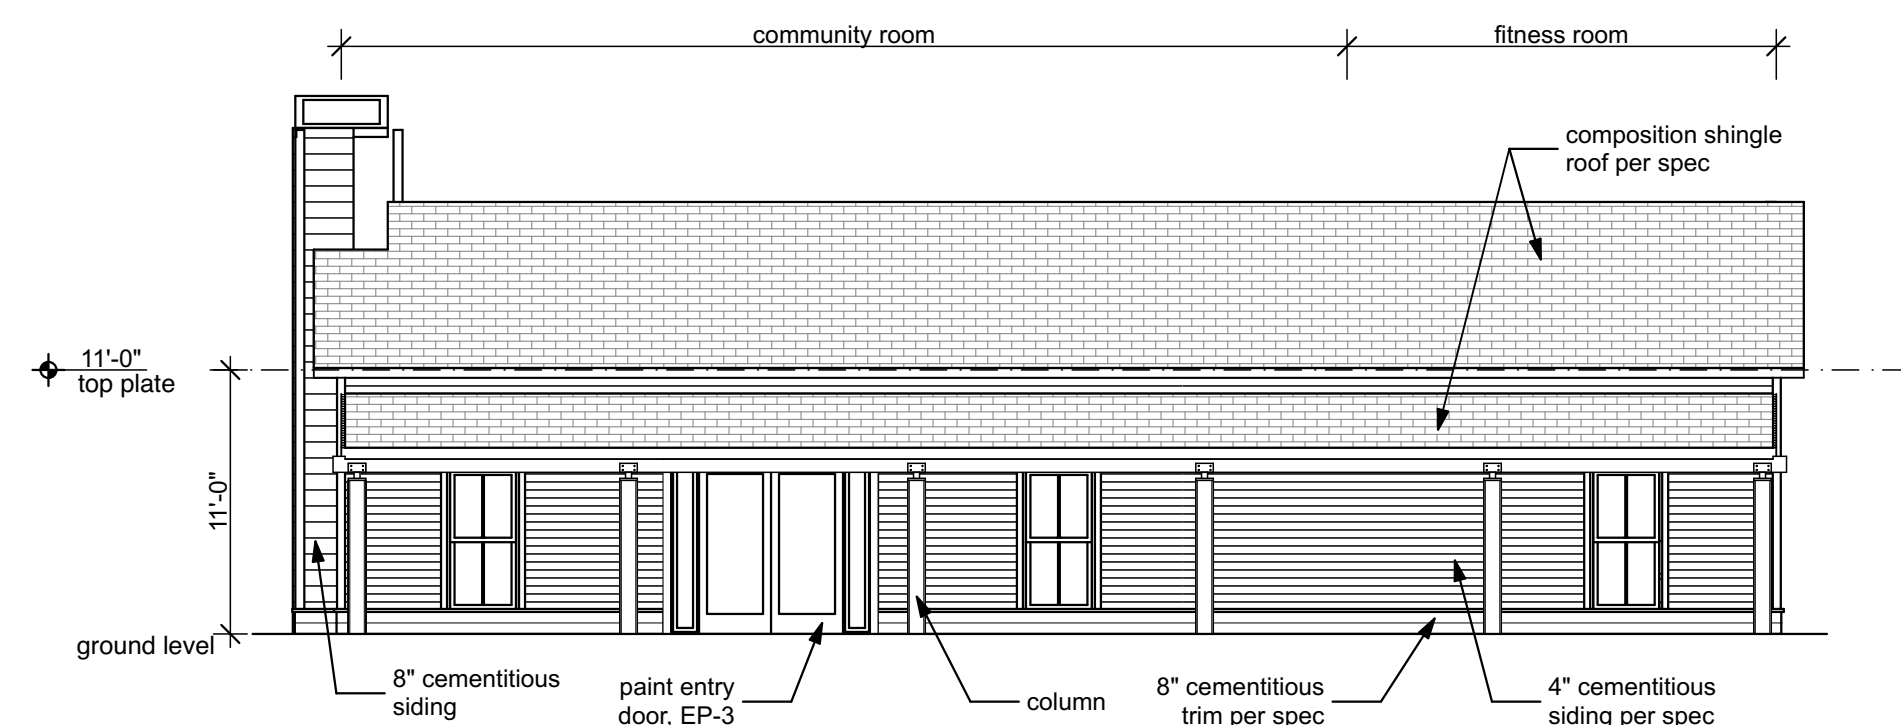 community room
fitness room
composition shingle
roof per spec
11'-0"
top plate
11'-0"
ground level
8" cementitious
siding
paint entry
door, EP-3
column
8" cementitious
trim per spec
4" cementitious
siding per spec